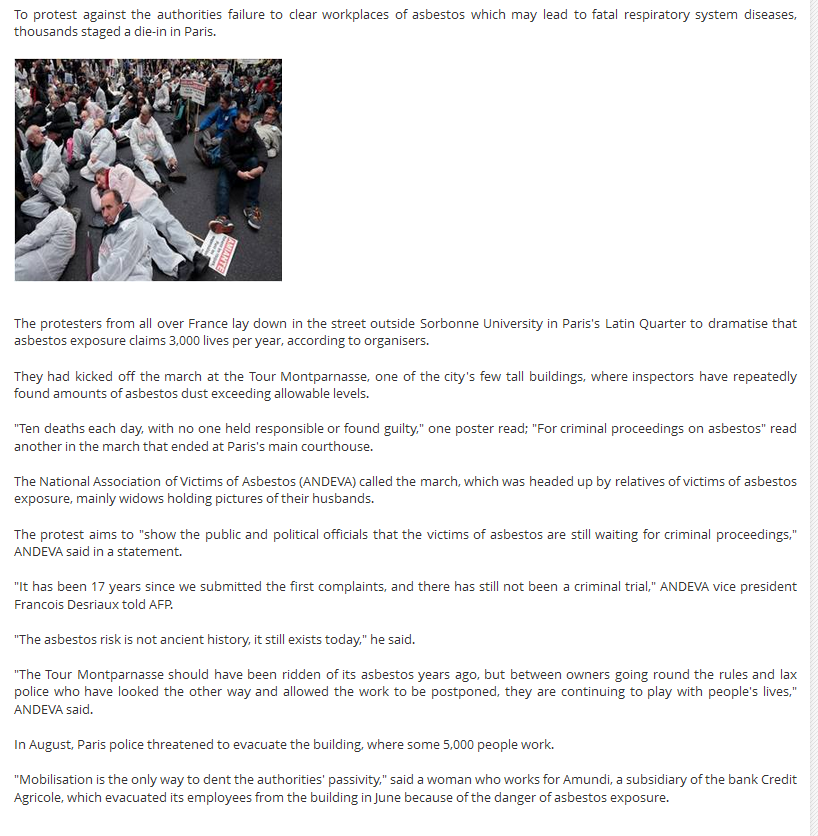 To protest against the authorities failure to clear workplaces of asbestos which may lead to fatal respiratory system diseases,
thousands staged a die-in in Paris.
AMIANTE
The protesters from all over France lay down in the street outside Sorbonne University in Paris's Latin Quarter to dramatise that
asbestos exposure claims 3,000 lives per year, according to organisers.
They had kicked off the march at the Tour Montparnasse, one of the city's few tall buildings, where inspectors have repeatedly
found amounts of asbestos dust exceeding allowable levels.
"Ten deaths each day, with no one held responsible or found guilty," one poster read; "For criminal proceedings on asbestos" read
another in the march that ended at Paris's main courthouse.
The National Association of Victims of Asbestos (ANDEVA) called the march, which was headed up by relatives of victims of asbestos
exposure, mainly widows holding pictures of their husbands.
The protest aims to "show the public and political officials that the victims of asbestos are still waiting for criminal proceedings,"
ANDEVA said in a statement.
"It has been 17 years since we submitted the first complaints, and there has still not been a criminal trial," ANDEVA vice president
Francois Desriaux told AFP.
"The asbestos risk is not ancient history, it still exists today," he said.
"The Tour Montparnasse should have been ridden of its asbestos years ago, but between owners going round the rules and lax
police who have looked the other way and allowed the work to be postponed, they are continuing to play with people's lives,"
ANDEVA said.
In August, Paris police threatened to evacuate the building, where some 5,000 people work.
"Mobilisation is the only way to dent the authorities' passivity," said a woman who works for Amundi, a subsidiary of the bank Credit
Agricole, which evacuated its employees from the building in June because of the danger of asbestos exposure.